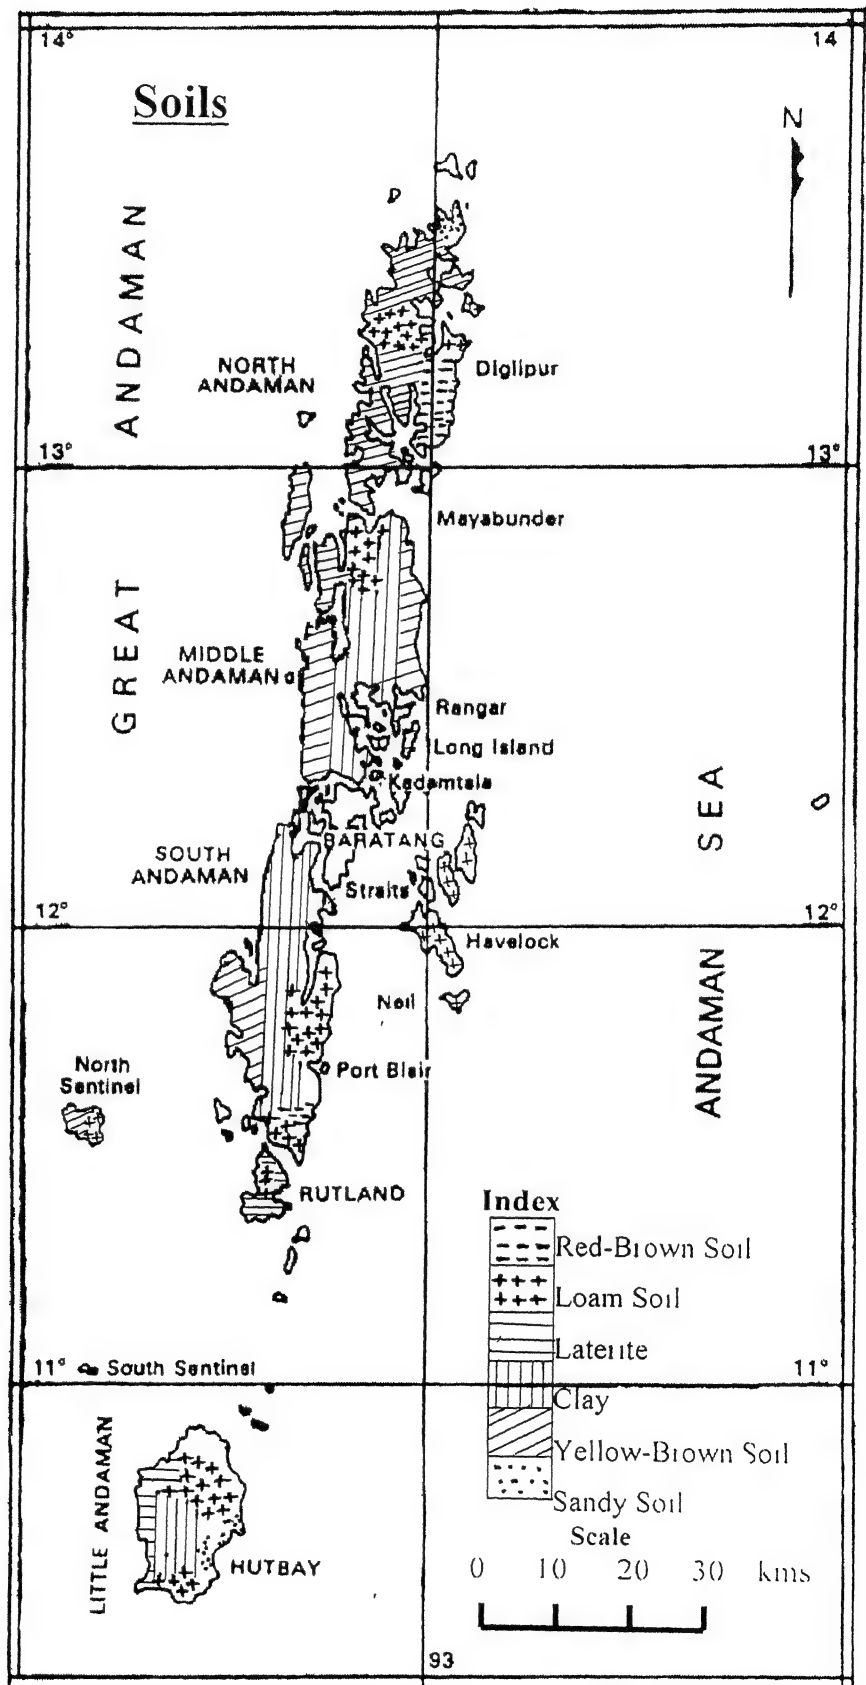 14°
14
Soils
N
GREAT ANDAMAN
NORTH
ANDAMAN
Diglipur
13°
13°
Mayabunder
MIDDLE
ANDAMAN
Rangar
Long Island
Kadamtala
SEA
BARATANG
SOUTH
ANDAMAN
Straits
12°
12°
Havelock
ANDAMAN
Neil
North
Sentinel
Port Blair
RUTLAND
Index
Red-Brown Soil
Loam Soil
Laterite
11°
South Sentinel
11°
Clay
Yellow-Brown Soil
Sandy Soil
LITTLE ANDAMAN
HUTBAY
Scale
0 10 20 30 kms
93